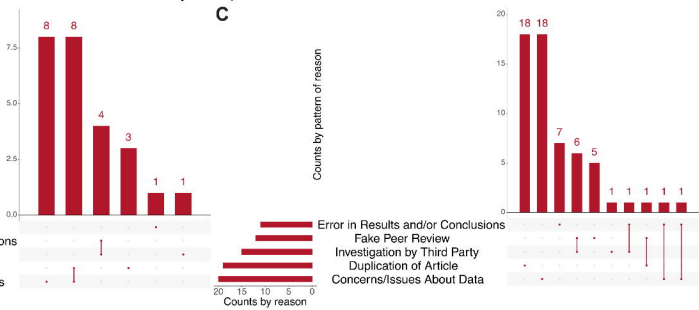 C
8 8
4
3
1 1
7.5
5.0
2.5
0.0
ons
s
Counts by pattern of reason
20
15
10
5
0
18 18
7
6
5
1 1 1 1 1
Error in Results and/or Conclusions
Fake Peer Review
Investigation by Third Party
Duplication of Article
Concerns/Issues About Data
20 15 10 5 0
Counts by reason